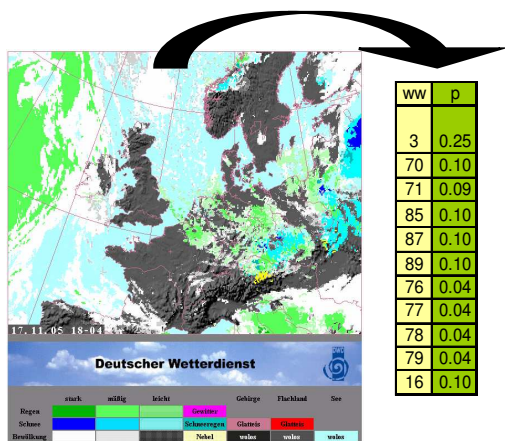 17.11.05 18-04
Deutscher Wetterdienst
stark mäßig leicht Gebirge Flachland See
Regen Gewitter
Schnee Schneeregen Glatteis Glatteis
Bewölkung Nebel wolos wolos wolos
ww p
3 0.25
70 0.10
71 0.09
85 0.10
87 0.10
89 0.10
76 0.04
77 0.04
78 0.04
79 0.04
16 0.10